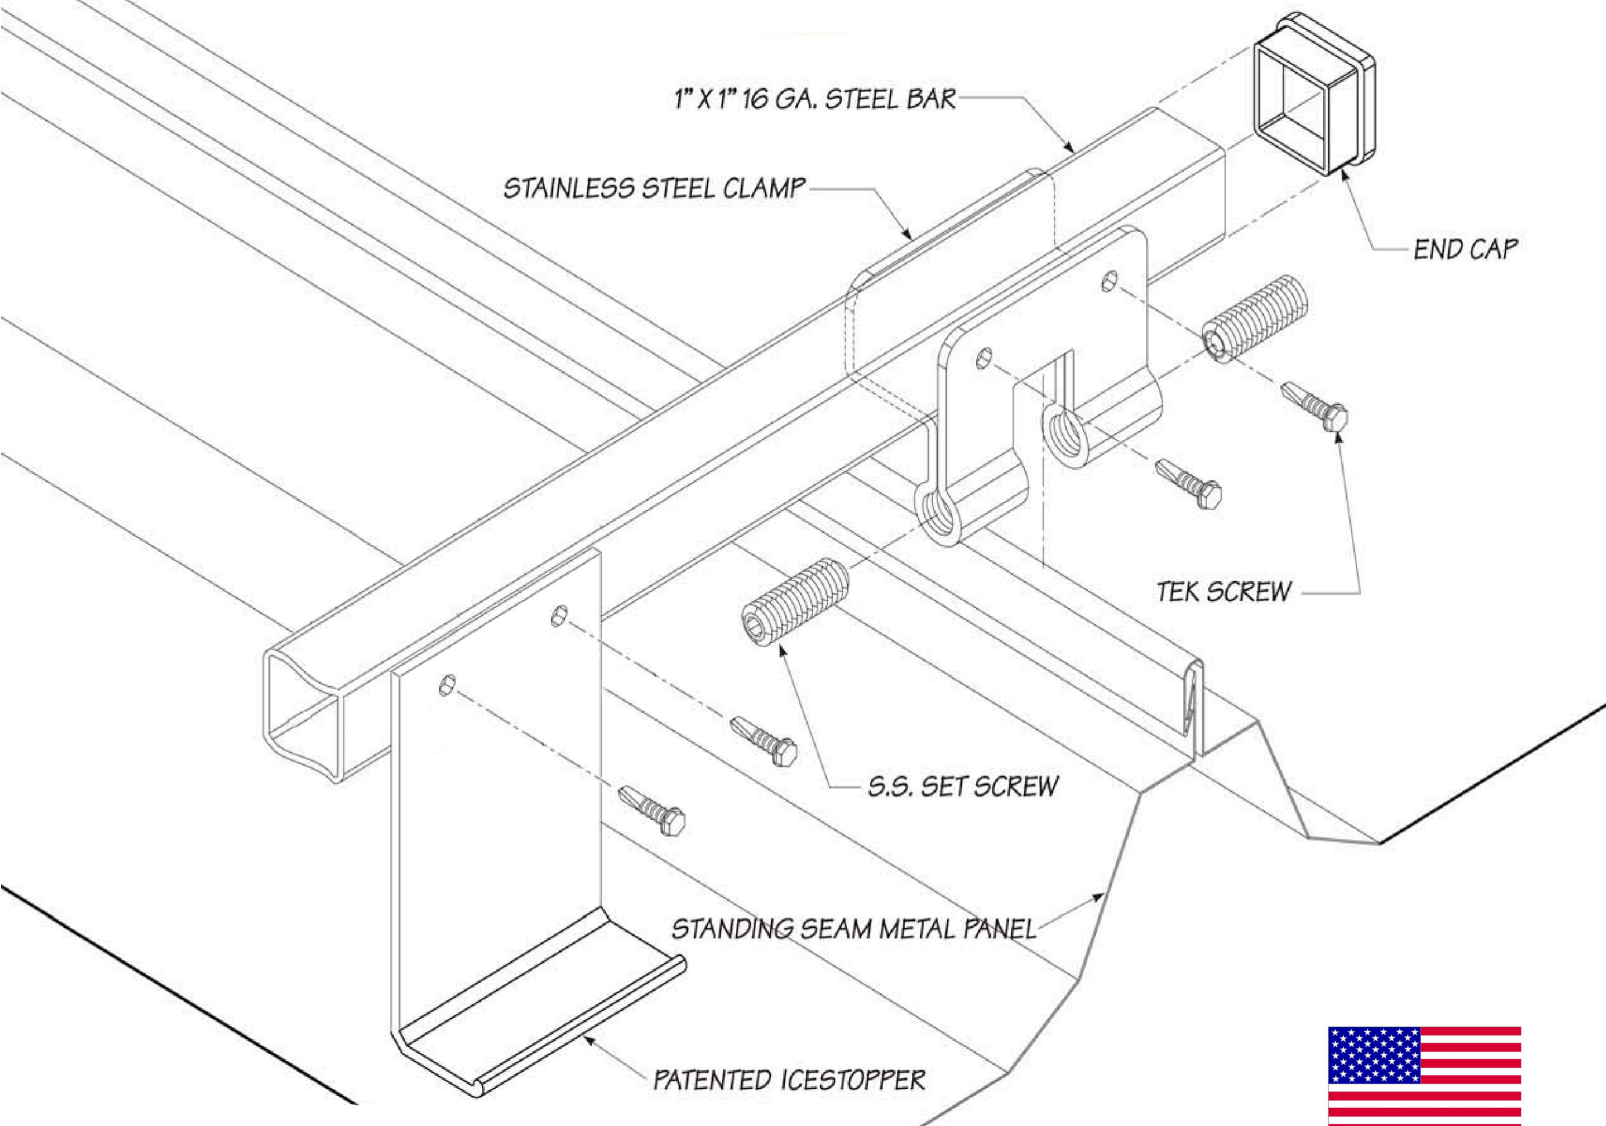 1" X 1" 16 GA. STEEL BAR
STAINLESS STEEL CLAMP
END CAP
TEK SCREW
S.S. SET SCREW
STANDING SEAM METAL PANEL
PATENTED ICESTOPPER